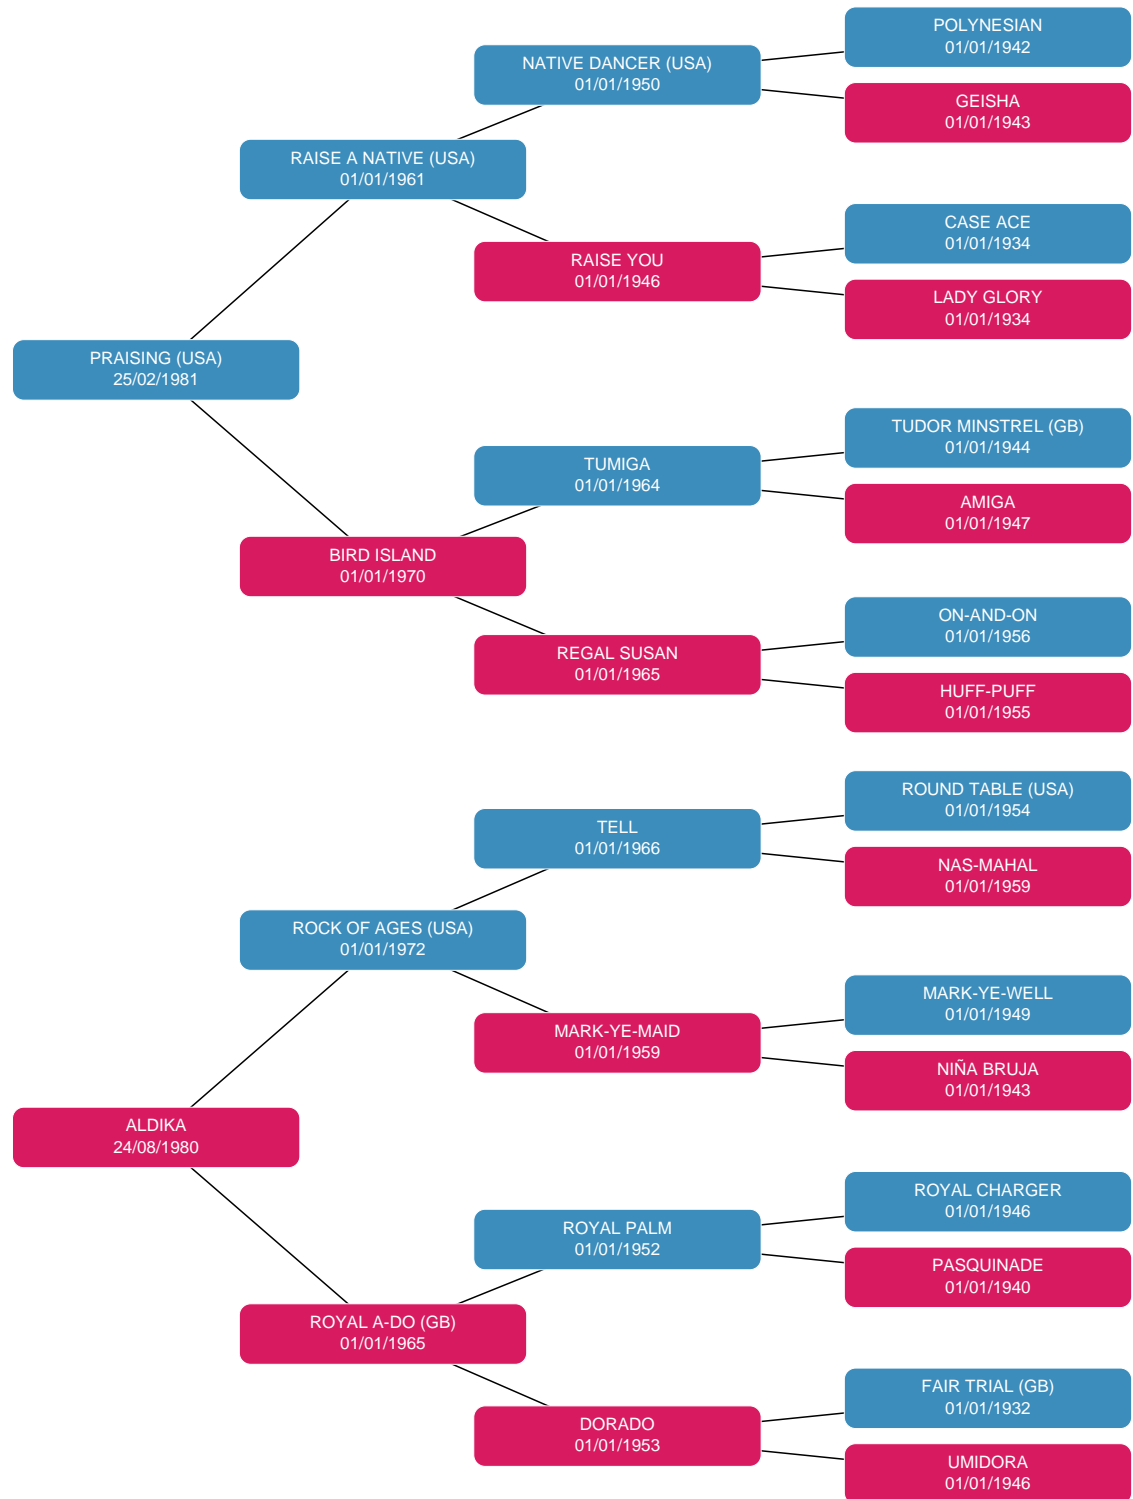 POLYNESIAN
01/01/1942
NATIVE DANCER (USA)
01/01/1950
GEISHA
01/01/1943
RAISE A NATIVE (USA)
01/01/1961
CASE ACE
01/01/1934
RAISE YOU
01/01/1946
LADY GLORY
01/01/1934
PRAISING (USA)
25/02/1981
TUDOR MINSTREL (GB)
01/01/1944
TUMIGA
01/01/1964
AMIGA
01/01/1947
BIRD ISLAND
01/01/1970
ON-AND-ON
01/01/1956
REGAL SUSAN
01/01/1965
HUFF-PUFF
01/01/1955
ROUND TABLE (USA)
01/01/1954
TELL
01/01/1966
NAS-MAHAL
01/01/1959
ROCK OF AGES (USA)
01/01/1972
MARK-YE-WELL
01/01/1949
MARK-YE-MAID
01/01/1959
NIÑA BRUJA
01/01/1943
ALDIKA
24/08/1980
ROYAL CHARGER
01/01/1946
ROYAL PALM
01/01/1952
PASQUINADE
01/01/1940
ROYAL A-DO (GB)
01/01/1965
FAIR TRIAL (GB)
01/01/1932
DORADO
01/01/1953
UMIDORA
01/01/1946